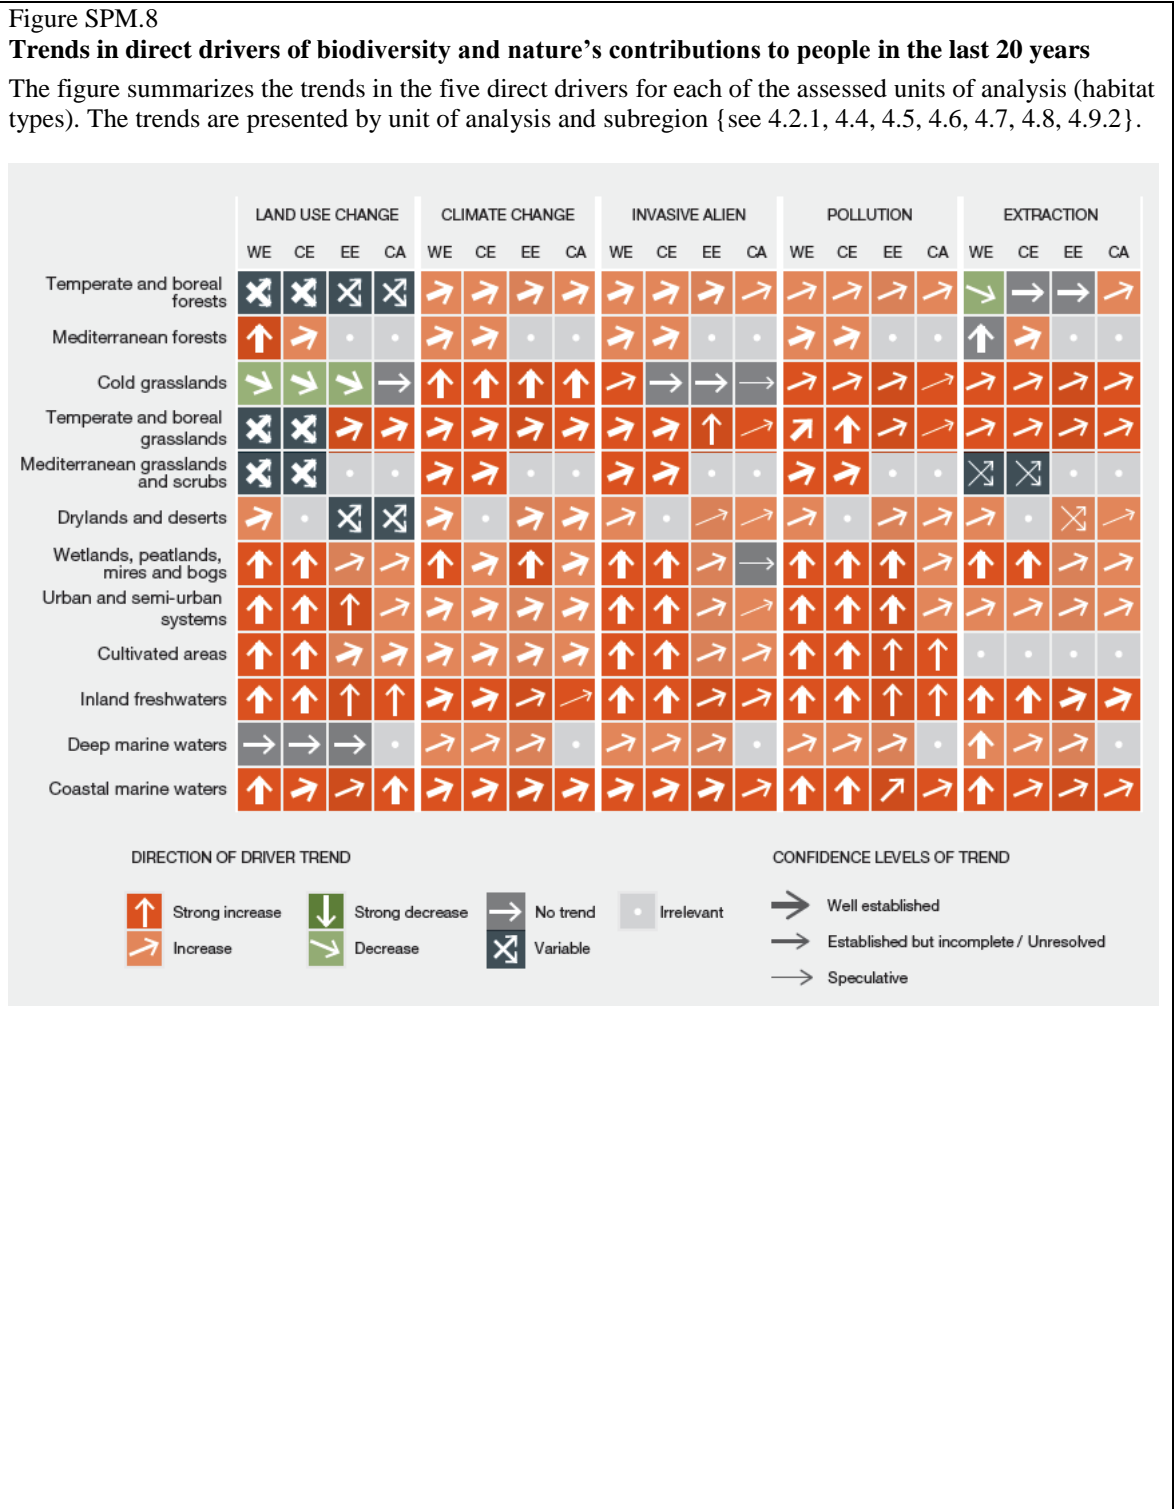 Figure SPM.8
Trends in direct drivers of biodiversity and nature’s contributions to people in the last 20 years
The figure summarizes the trends in the five direct drivers for each of the assessed units of analysis (habitat
types). The trends are presented by unit of analysis and subregion {see 4.2.1, 4.4, 4.5, 4.6, 4.7, 4.8, 4.9.2}.
LAND USE CHANGE CLIMATE CHANGE INVASIVE ALIEN POLLUTION EXTRACTION
WE CE EE CA WE CE EE CA WE CE EE CA WE CE EE CA WE CE EE CA
Temperate and boreal
forests
Mediterranean forests
Cold grasslands
Temperate and boreal
grasslands
Mediterranean grasslands
and scrubs
Drylands and deserts
Wetlands, peatlands,
mires and bogs
Urban and semi-urban
systems
Cultivated areas
Inland freshwaters
Deep marine waters
Coastal marine waters
DIRECTION OF DRIVER TREND
Strong increase
Strong decrease
No trend
Irrelevant
Increase
Decrease
Variable
CONFIDENCE LEVELS OF TREND
Well established
Established but incomplete / Unresolved
Speculative